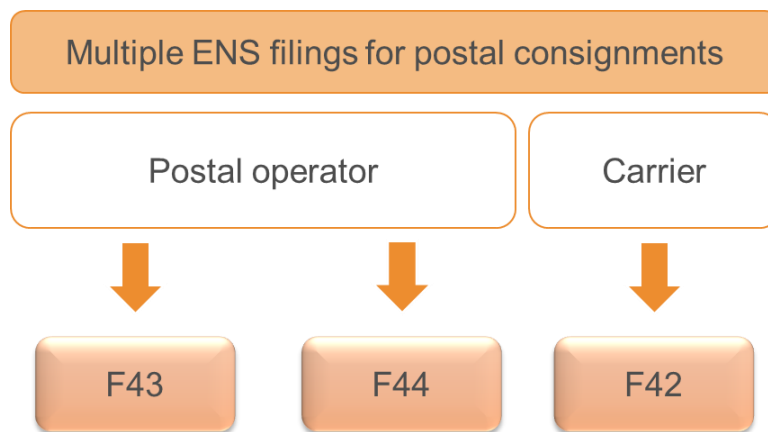 Multiple ENS filings for postal consignments
Postal operator
Carrier
F43
F44
F42